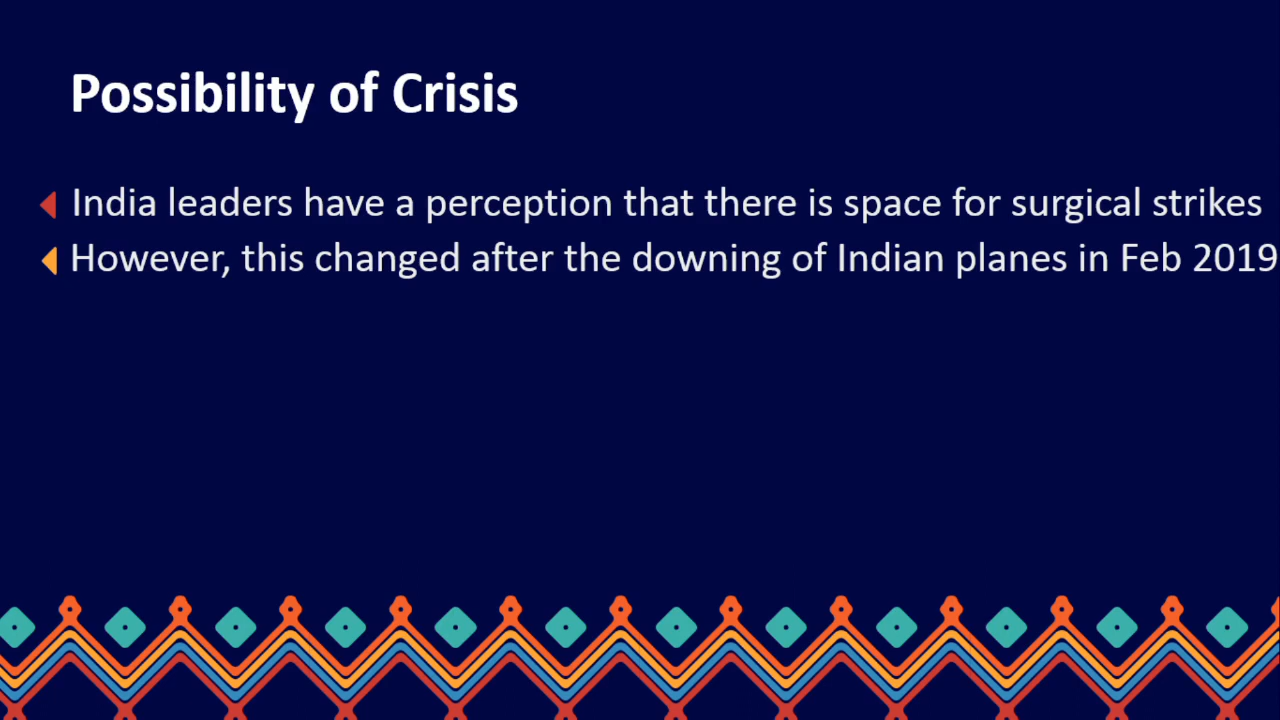 Possibility of Crisis
India leaders have a perception that there is space for surgical strikes
However, this changed after the downing of Indian planes in Feb 2019